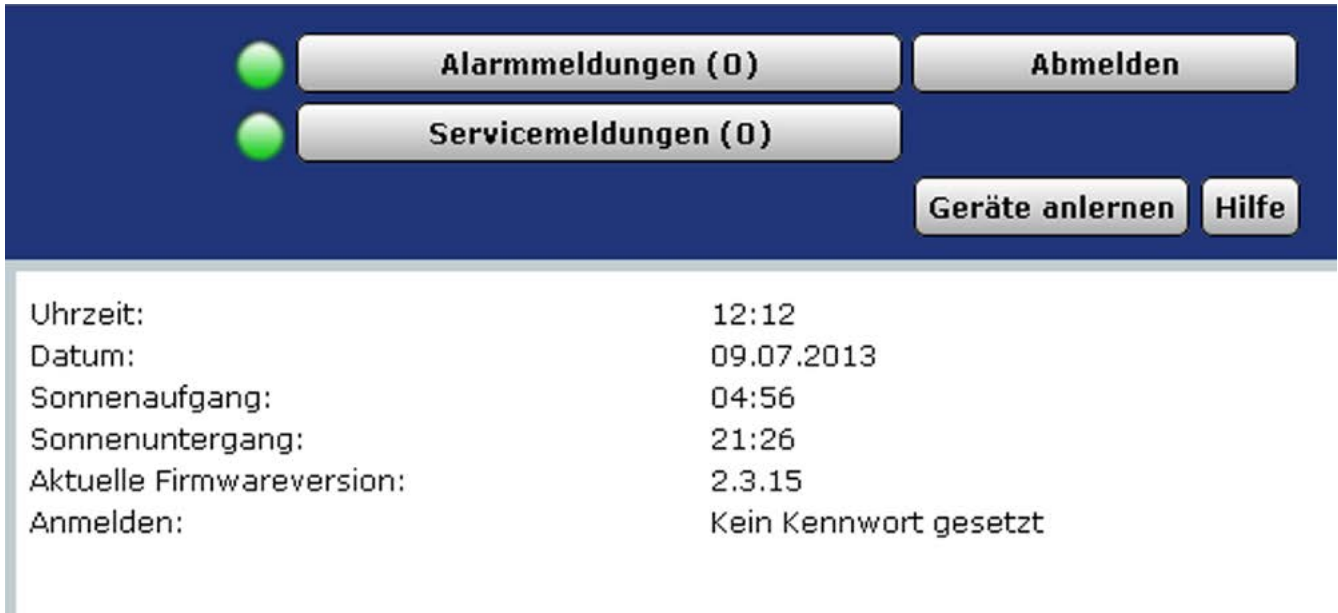 Alarmmeldungen (0) Abmelden
Servicemeldungen (0)
Geräte anlernen Hilfe
Uhrzeit: 12:12
Datum: 09.07.2013
Sonnenaufgang: 04:56
Sonnenuntergang: 21:26
Aktuelle Firmwareversion: 2.3.15
Anmelden: Kein Kennwort gesetzt